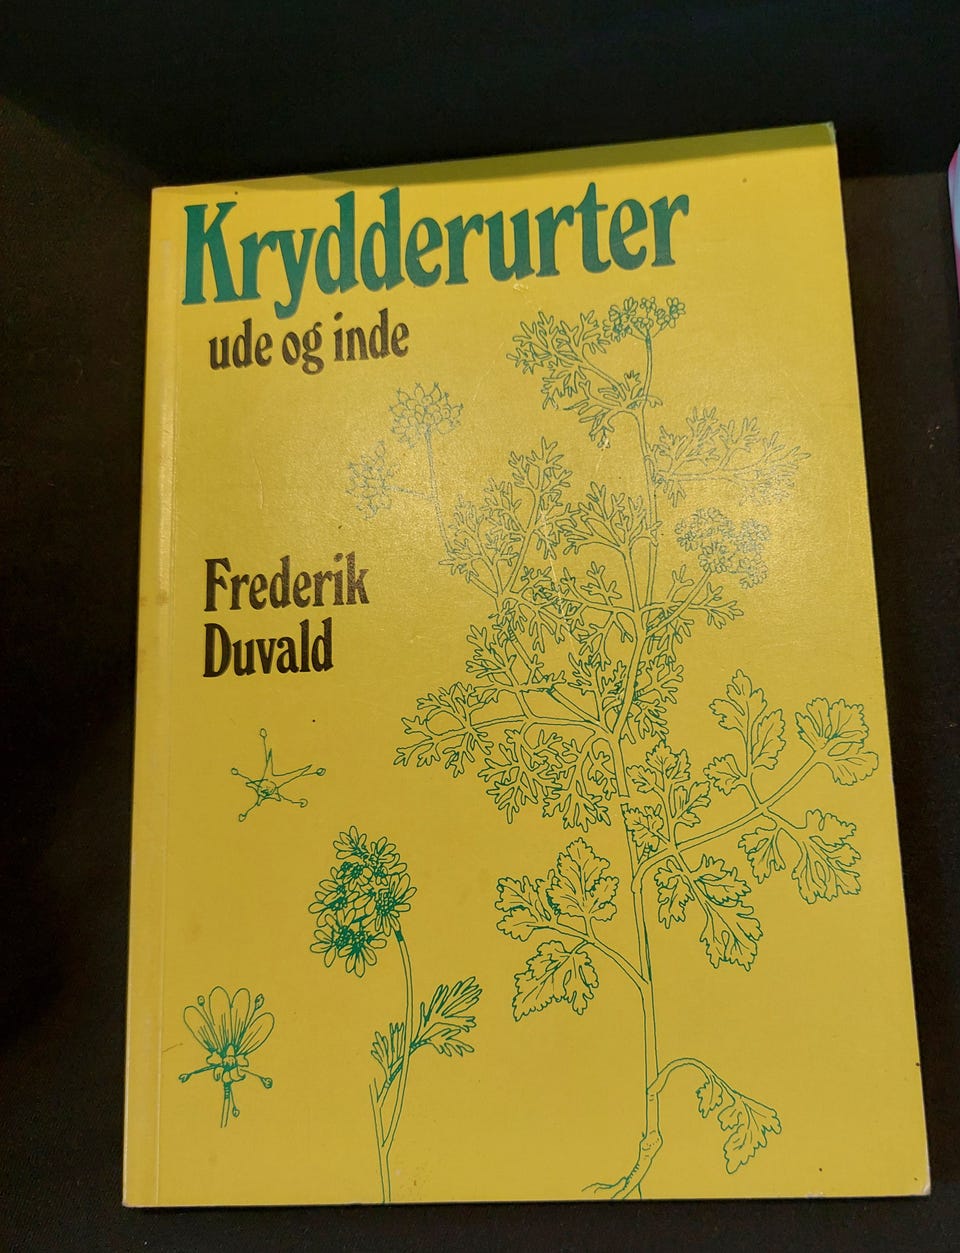 Krydderurter
ude og inde
Frederik
Duvald